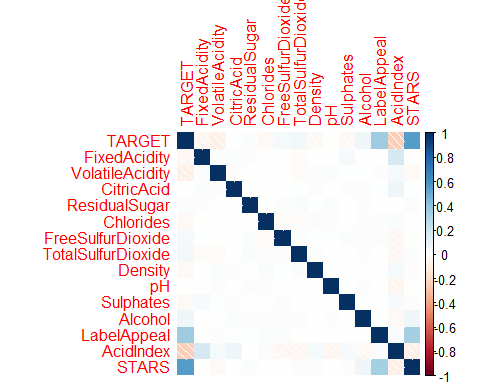 TARGET
FixedAcidity
VolatileAcidity
CitricAcid
ResidualSugar
Chlorides
FreeSulfurDioxide
TotalSulfurDioxide
Density
pH
Sulphates
Alcohol
LabelAppeal
AcidIndex
STARS
TARGET
FixedAcidity
VolatileAcidity
CitricAcid
ResidualSugar
Chlorides
FreeSulfurDioxide
TotalSulfurDioxide
Density
pH
Sulphates
Alcohol
LabelAppeal
AcidIndex
STARS
1
0.8
0.6
0.4
0.2
0
-0.2
-0.4
-0.6
-0.8
-1